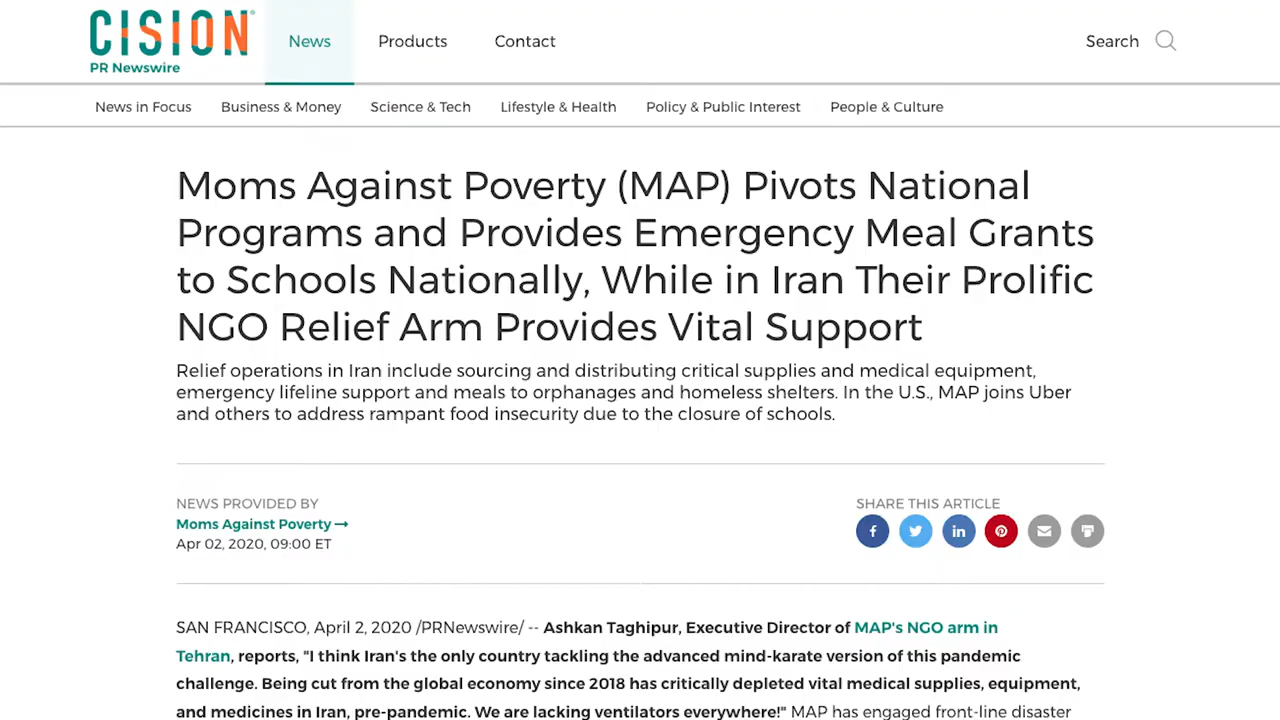 CISION
PR Newswire
News
Products
Contact
Search
News in Focus
Business & Money
Science & Tech
Lifestyle & Health
Policy & Public Interest
People & Culture
Moms Against Poverty (MAP) Pivots National
Programs and Provides Emergency Meal Grants
to Schools Nationally, While in Iran Their Prolific
NGO Relief Arm Provides Vital Support
Relief operations in Iran include sourcing and distributing critical supplies and medical equipment,
emergency lifeline support and meals to orphanages and homeless shelters. In the U.S., MAP joins Uber
and others to address rampant food insecurity due to the closure of schools.
NEWS PROVIDED BY
Moms Against Poverty
Apr 02, 2020, 09:00 ET
SHARE THIS ARTICLE
SAN FRANCISCO, April 2, 2020 /PRNewswire/ -- Ashkan Taghipur, Executive Director of MAP's NGO arm in
Tehran, reports, "I think Iran's the only country tackling the advanced mind-karate version of this pandemic
challenge. Being cut from the global economy since 2018 has critically depleted vital medical supplies, equipment,
and medicines in Iran, pre-pandemic. We are lacking ventilators everywhere!" MAP has engaged front-line disaster